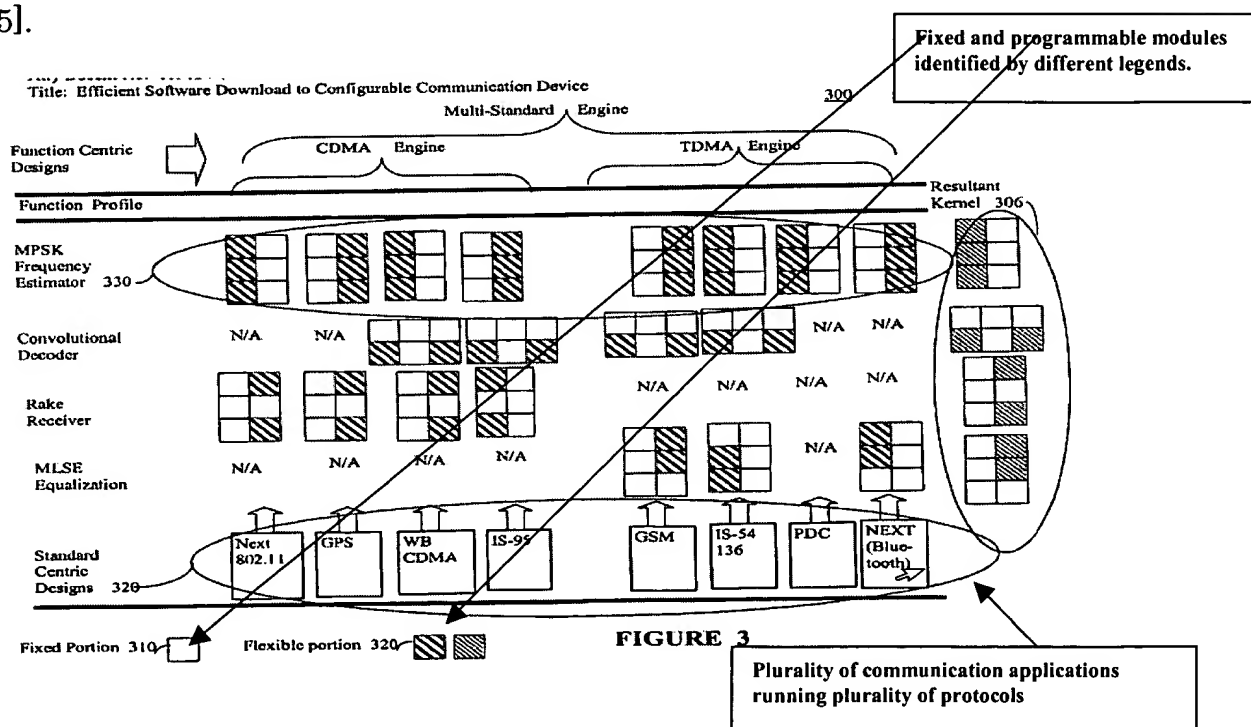 5].
Fixed and programmable modules
identified by different legends.
Title: Efficient Software Download to Configurable Communication Device
300
Multi-Standard Engine
Function Centric
Designs
CDMA Engine
TDMA Engine
Resultant
Kernel 306
Function Profile
MPSK
Frequency
Estimator 330
Convolutional
Decoder
N/A N/A N/A N/A
Rake
Receiver
N/A N/A N/A N/A
MLSE
Equalization
N/A N/A N/A N/A N/A
Standard
Centric
Designs 320
Next
802.11
GPS
WB
CDMA
IS-95
GSM
IS-54
136
PDC
NEXT
(Blue-
tooth)
Fixed Portion 310
Flexible portion 320
FIGURE 3
Plurality of communication applications
running plurality of protocols